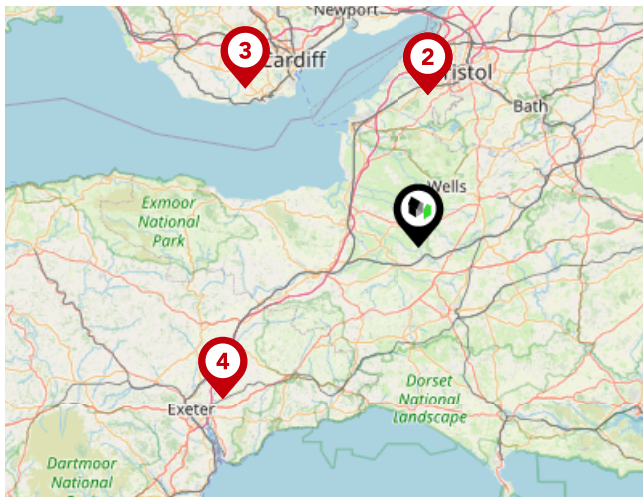 Newport
3
Cardiff
2
Bristol
Bath
Wells
Exmoor
National
Park
4
Exeter
Dorset
National
Landscape
Dartmoor
National